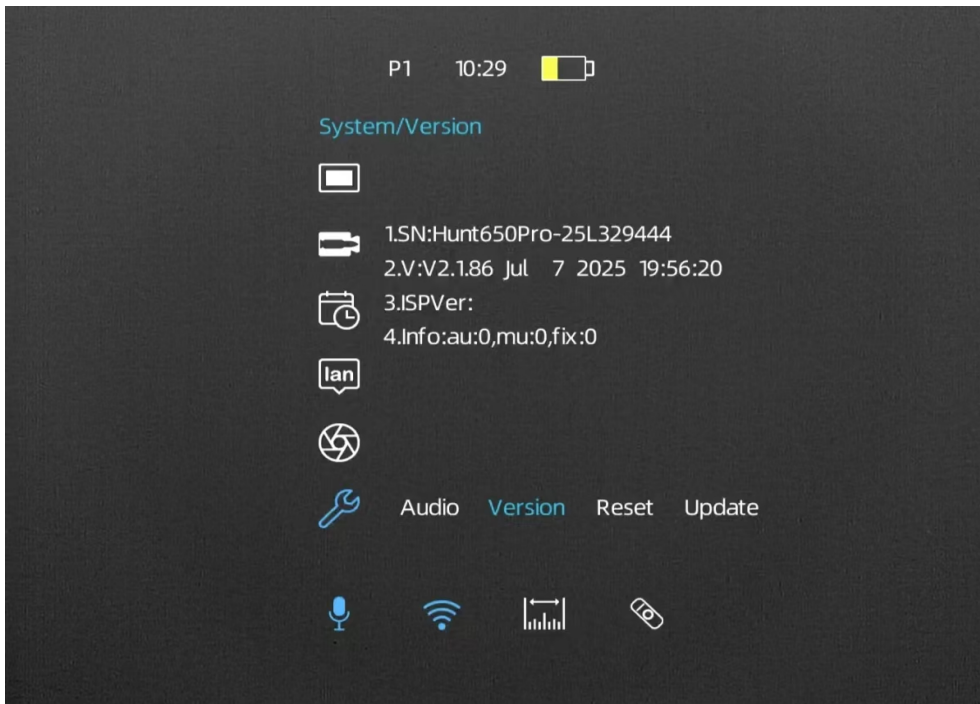 P1 10:29
System/Version
1.SN:Hunt650Pro-25L329444
2.V:V2.1.86 Jul 7 2025 19:56:20
3.ISPVer:
4.Info:au:0,mu:0,fix:0
lan
Audio Version Reset Update